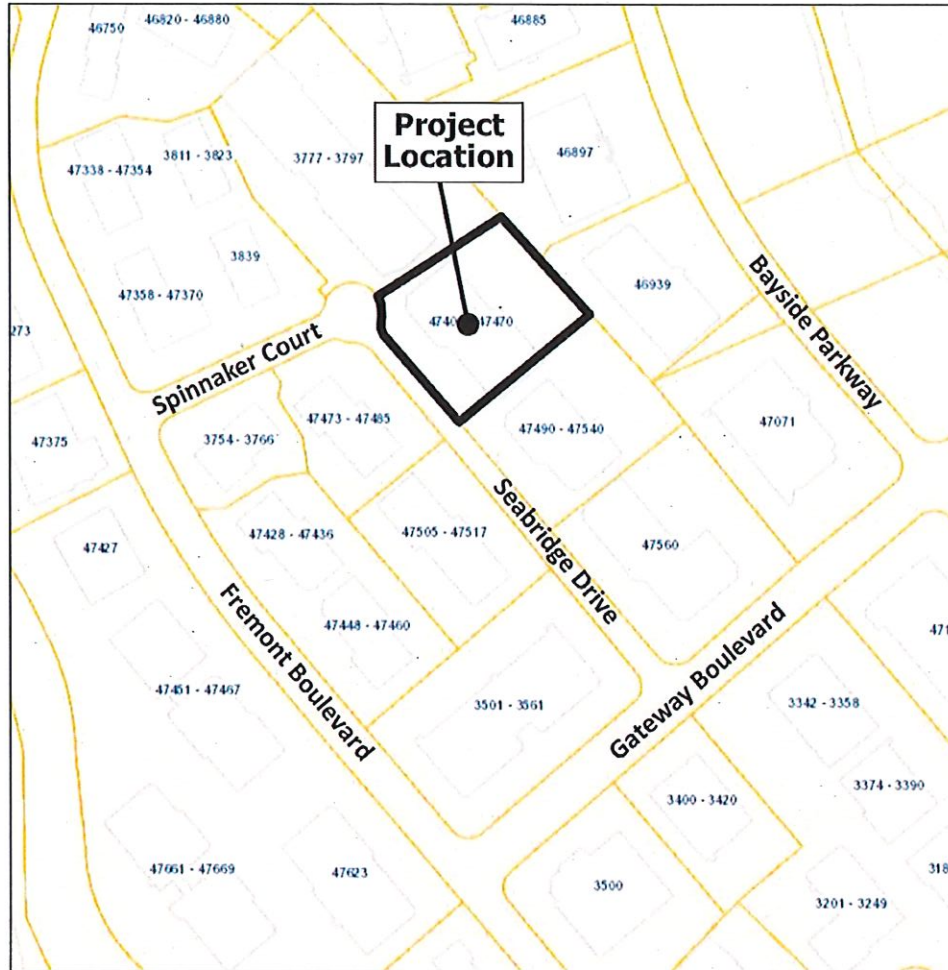 46750
46820 - 46880
46885
Project
Location
3811 - 3823
3777 - 3797
46897
47338 - 47354
3839
46939
47358 - 47370
273
47470
Bayside Parkway
Spinnaker Court
47375
3754 - 3766
47473 - 47485
47490 - 47540
47071
47427
47428 - 47436
47505 - 47517
Seabridge Drive
47560
47448 - 47460
Fremont Boulevard
47451 - 47467
3501 - 3561
Gateway Boulevard
3342 - 3358
3400 - 3420
3374 - 3390
47661 - 47669
47623
3500
3201 - 3249